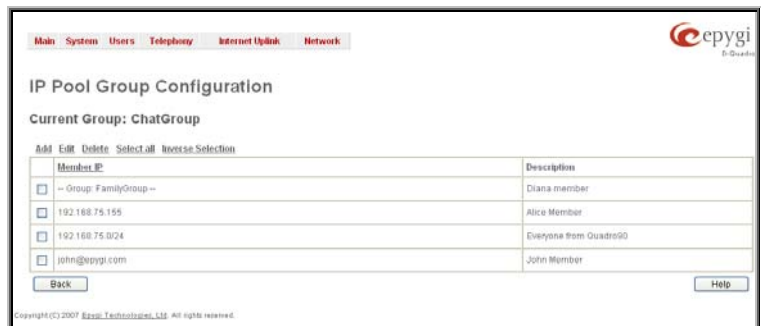 Main System Users Telephony Internet Uplink Network
epygi
IP Pool Group Configuration
Current Group: ChatGroup
Add Edit Delete Select all Inverse Selection
Member IP Description
-- Group: FamilyGroup -- Diana member
192.168.75.155 Alice Member
192.168.75.0/24 Everyone from Quadro90
john@epygi.com John Member
Back Help
Copyright (C) 2007 Epygi Technologies, Ltd. All rights reserved.